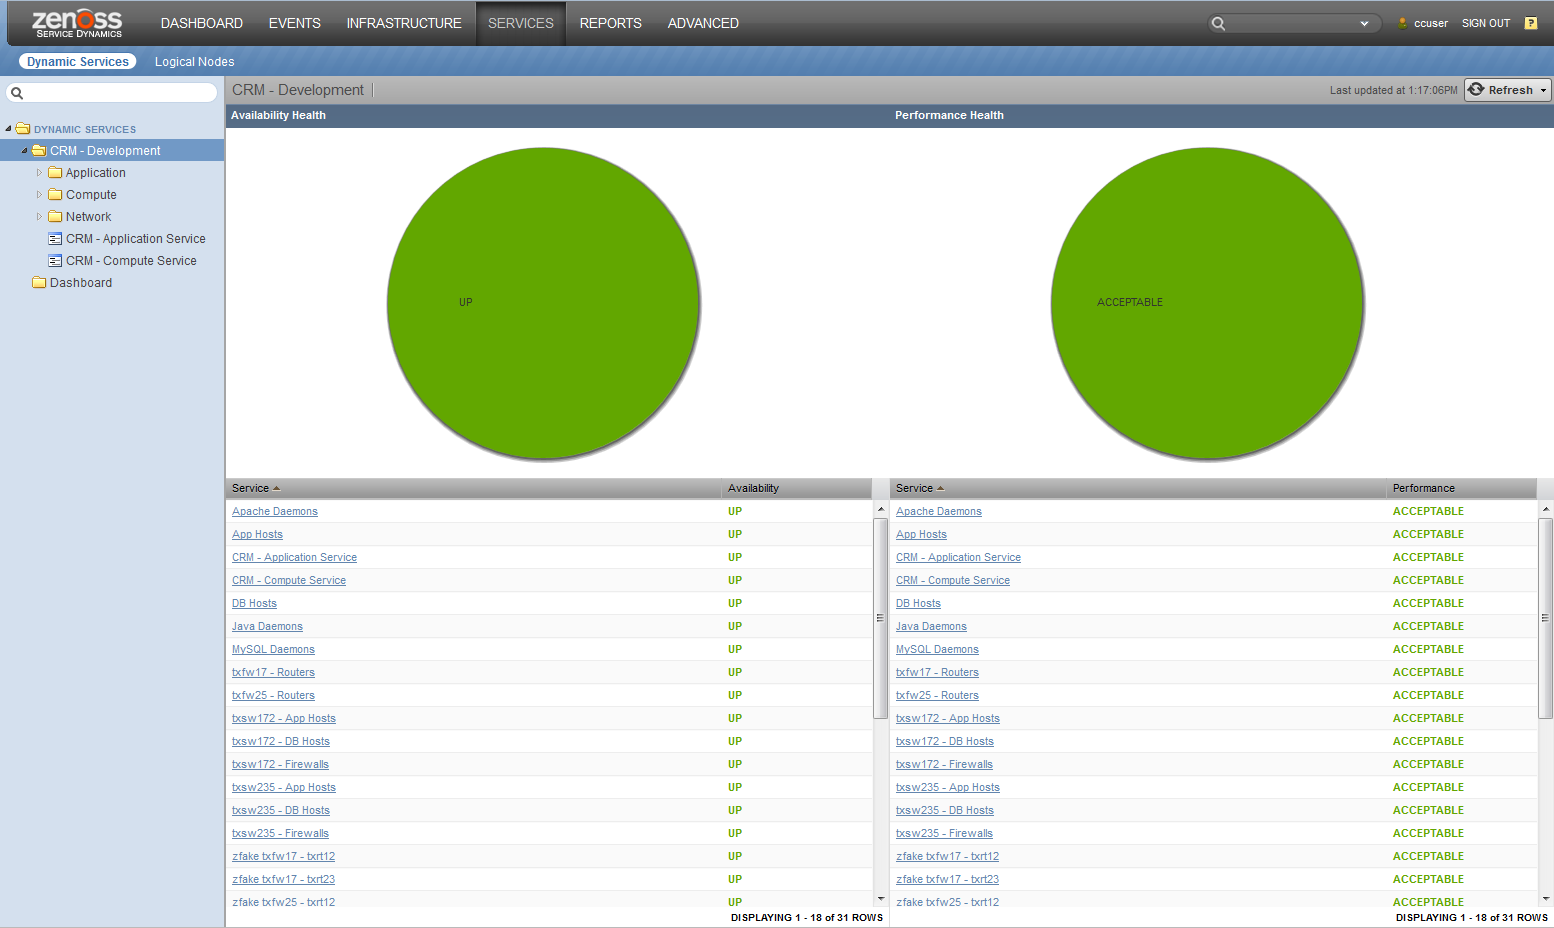 zenoss
SERVICE DYNAMICS
DASHBOARD
EVENTS
INFRASTRUCTURE
SERVICES
REPORTS
ADVANCED
ccuser
SIGN OUT
?
Dynamic Services
Logical Nodes
DYNAMIC SERVICES
CRM - Development
Application
Compute
Network
CRM - Application Service
CRM - Compute Service
Dashboard
CRM - Development
Last updated at 1:17:06PM
Refresh
Availability Health
UP
Service Availability
Apache Daemons UP
App Hosts UP
CRM - Application Service UP
CRM - Compute Service UP
DB Hosts UP
Java Daemons UP
MySQL Daemons UP
txfw17 - Routers UP
txfw25 - Routers UP
txsw172 - App Hosts UP
txsw172 - DB Hosts UP
txsw172 - Firewalls UP
txsw235 - App Hosts UP
txsw235 - DB Hosts UP
txsw235 - Firewalls UP
zfake txfw17 - txrt12 UP
zfake txfw17 - txrt23 UP
zfake txfw25 - txrt12 UP
DISPLAYING 1 - 18 of 31 ROWS
Performance Health
ACCEPTABLE
Service Performance
Apache Daemons ACCEPTABLE
App Hosts ACCEPTABLE
CRM - Application Service ACCEPTABLE
CRM - Compute Service ACCEPTABLE
DB Hosts ACCEPTABLE
Java Daemons ACCEPTABLE
MySQL Daemons ACCEPTABLE
txfw17 - Routers ACCEPTABLE
txfw25 - Routers ACCEPTABLE
txsw172 - App Hosts ACCEPTABLE
txsw172 - DB Hosts ACCEPTABLE
txsw172 - Firewalls ACCEPTABLE
txsw235 - App Hosts ACCEPTABLE
txsw235 - DB Hosts ACCEPTABLE
txsw235 - Firewalls ACCEPTABLE
zfake txfw17 - txrt12 ACCEPTABLE
zfake txfw17 - txrt23 ACCEPTABLE
zfake txfw25 - txrt12 ACCEPTABLE
DISPLAYING 1 - 18 of 31 ROWS